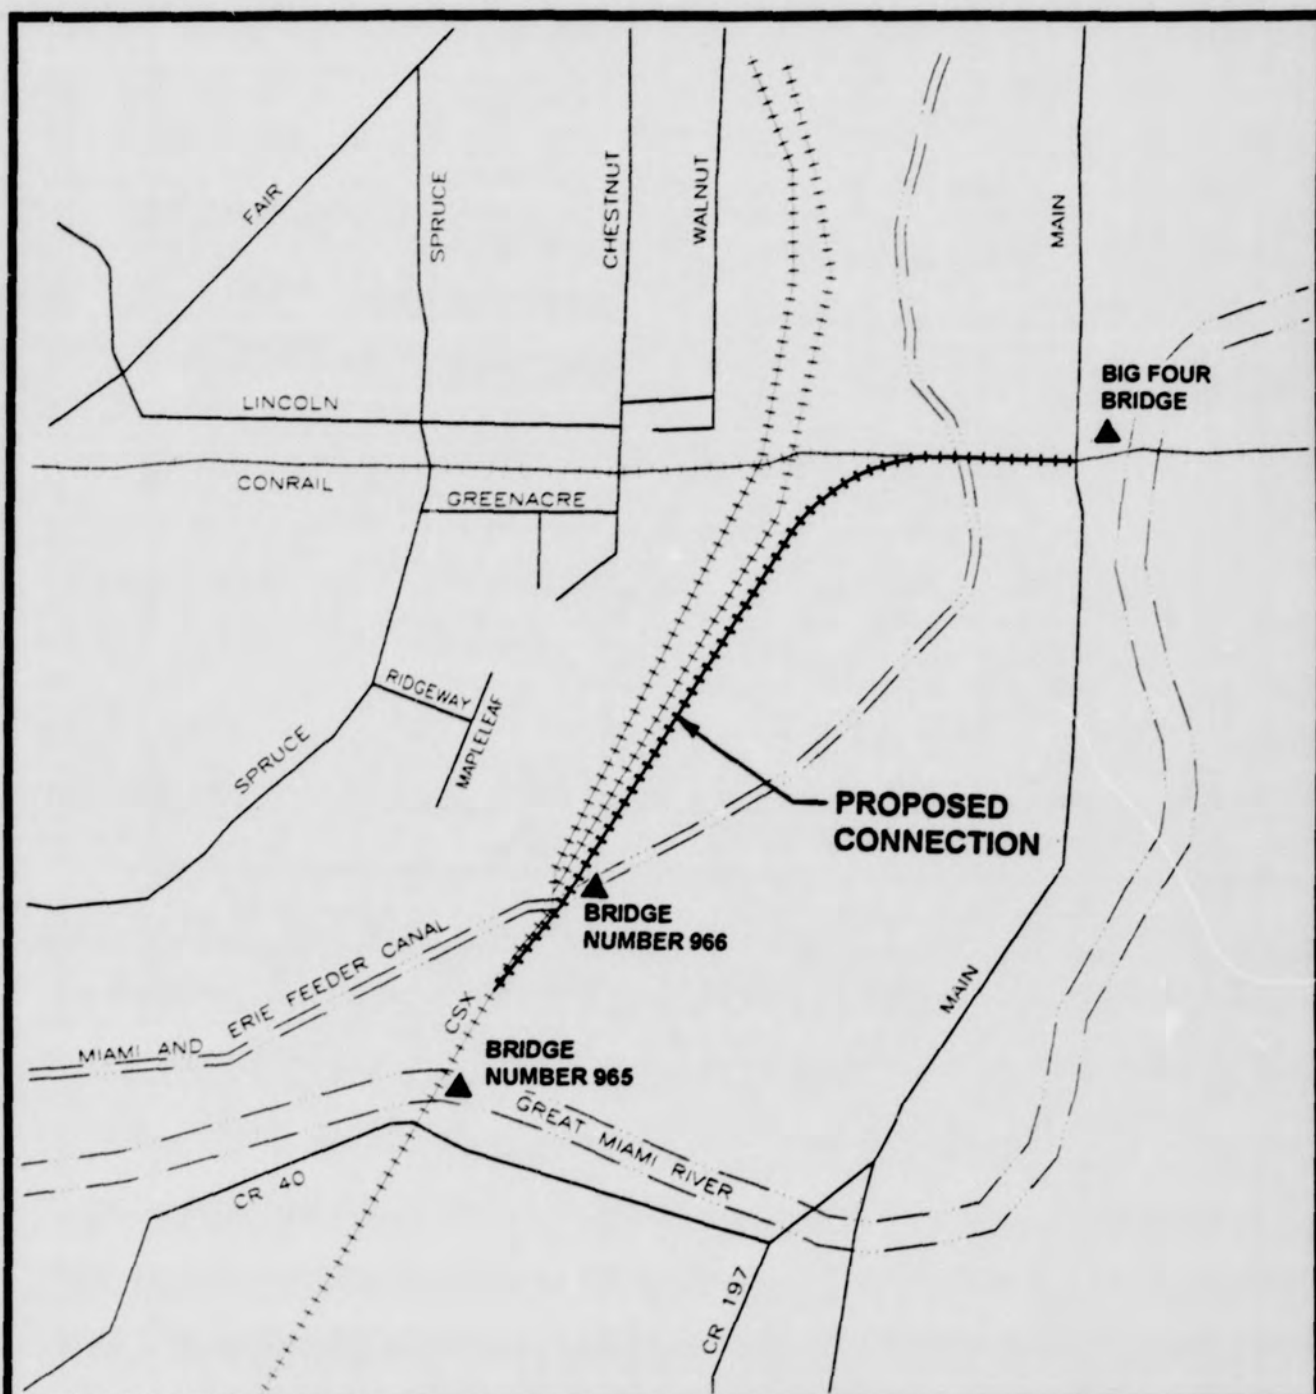 FAIR
SPRUCE
CHESTNUT
WALNUT
MAIN
BIG FOUR
BRIDGE
LINCOLN
CONRAIL
GREENACRE
RIDGEWAY
MAPLELEAF
SPRUCE
PROPOSED
CONNECTION
BRIDGE
NUMBER 966
MIAMI AND ERIE FEEDER CANAL
CSX
MAIN
BRIDGE
NUMBER 965
GREAT MIAMI RIVER
CR 40
CR 197